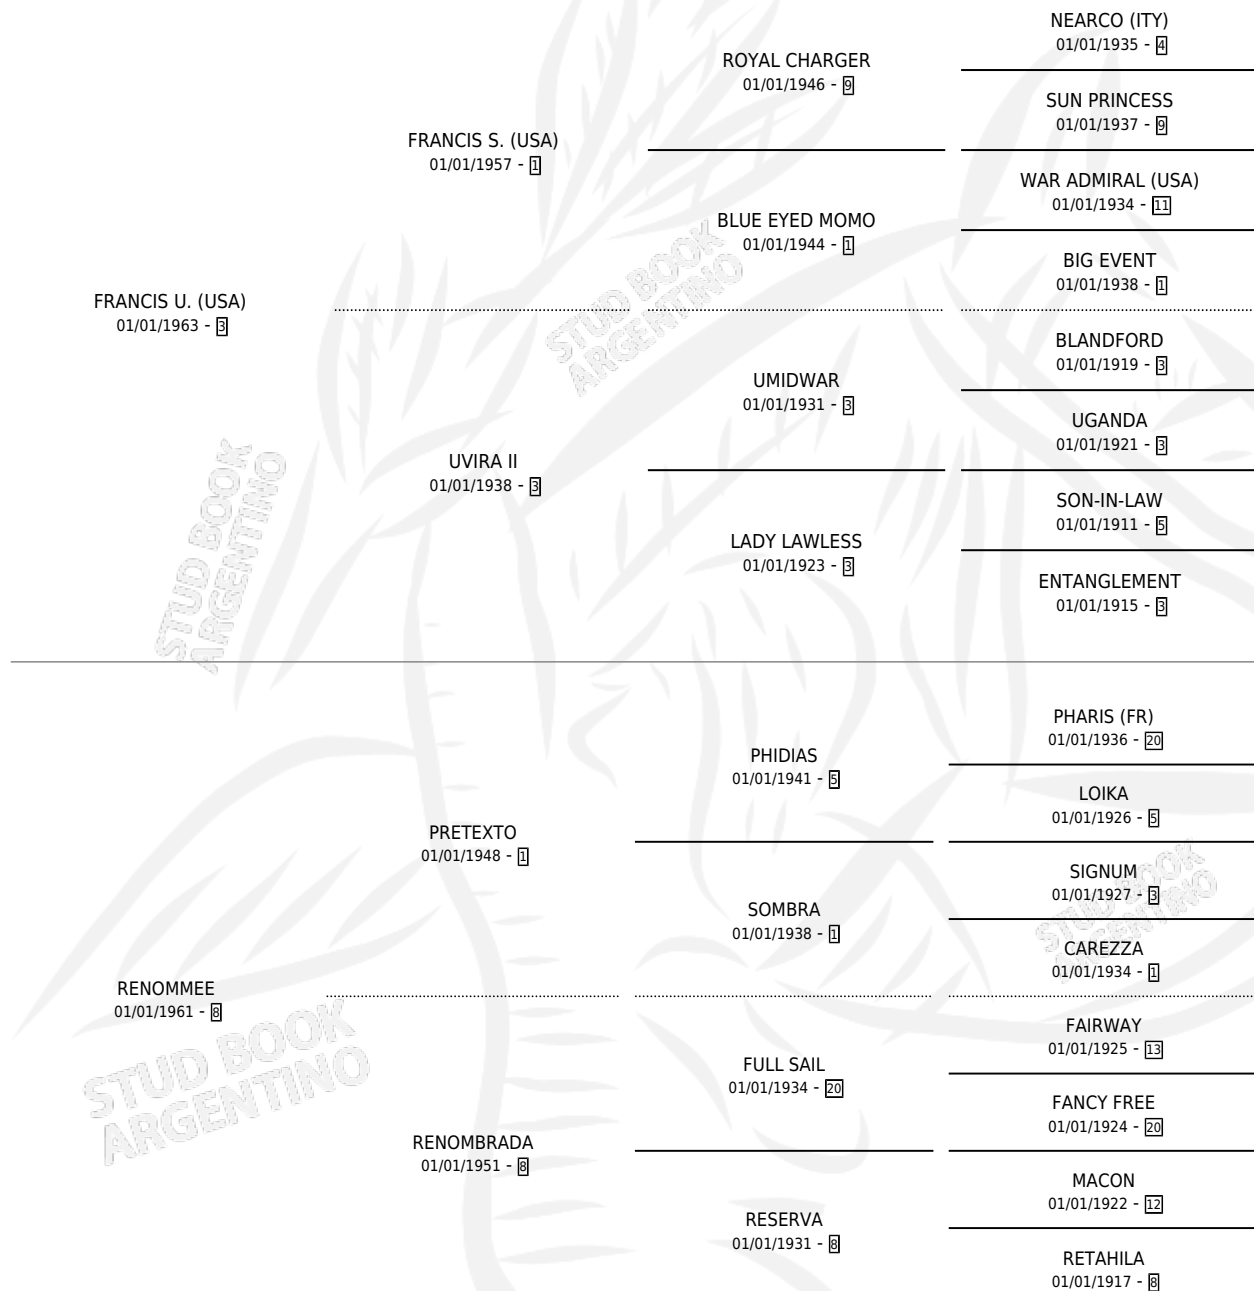 NEARCO (ITY)
01/01/1935 - 4
ROYAL CHARGER
01/01/1946 - 9
SUN PRINCESS
01/01/1937 - 9
FRANCIS S. (USA)
01/01/1957 - 1
WAR ADMIRAL (USA)
01/01/1934 - 11
BLUE EYED MOMO
01/01/1944 - 1
BIG EVENT
01/01/1938 - 1
FRANCIS U. (USA)
01/01/1963 - 3
BLANDFORD
01/01/1919 - 3
UMIDWAR
01/01/1931 - 3
UGANDA
01/01/1921 - 3
UVIRA II
01/01/1938 - 3
SON-IN-LAW
01/01/1911 - 5
LADY LAWLESS
01/01/1923 - 3
ENTANGLEMENT
01/01/1915 - 3
PHARIS (FR)
01/01/1936 - 20
PHIDIAS
01/01/1941 - 5
LOIKA
01/01/1926 - 5
PRETEXTO
01/01/1948 - 1
SIGNUM
01/01/1927 - 3
SOMBRA
01/01/1938 - 1
CAREZZA
01/01/1934 - 1
RENOMMEE
01/01/1961 - 8
FAIRWAY
01/01/1925 - 13
FULL SAIL
01/01/1934 - 20
FANCY FREE
01/01/1924 - 20
RENOMBRADA
01/01/1951 - 8
MACON
01/01/1922 - 12
RESERVA
01/01/1931 - 8
RETAHILA
01/01/1917 - 8
STUD BOOK
ARGENTINO
STUD BOOK
ARGENTINO
STUD BOOK
ARGENTINO
STUD BOOK
ARGENTINO